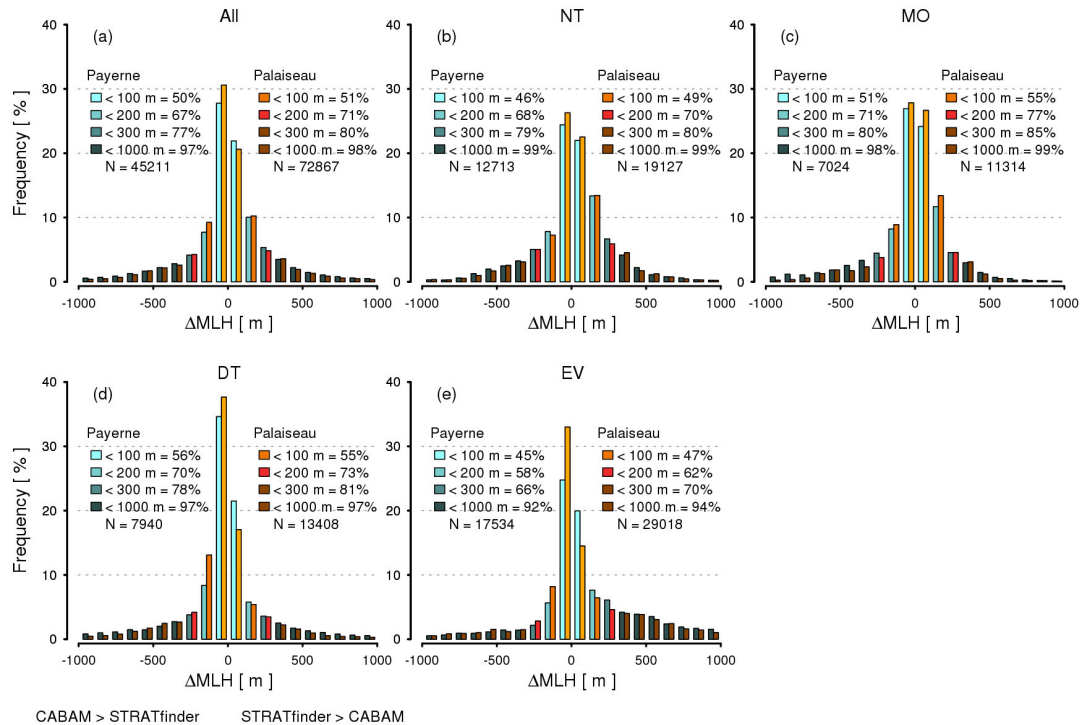 All
NT
MO
(a)
(b)
(c)
Frequency [ % ]
40
30
20
10
0
Payerne
< 100 m = 50%
< 200 m = 67%
< 300 m = 77%
< 1000 m = 97%
N = 45211
Palaiseau
< 100 m = 51%
< 200 m = 71%
< 300 m = 80%
< 1000 m = 98%
N = 72867
-1000
-500
0
500
1000
ΔMLH [ m ]
40
30
20
10
0
Payerne
< 100 m = 46%
< 200 m = 68%
< 300 m = 79%
< 1000 m = 99%
N = 12713
Palaiseau
< 100 m = 49%
< 200 m = 70%
< 300 m = 80%
< 1000 m = 99%
N = 19127
-1000
-500
0
500
1000
ΔMLH [ m ]
40
30
20
10
0
Payerne
< 100 m = 51%
< 200 m = 71%
< 300 m = 80%
< 1000 m = 98%
N = 7024
Palaiseau
< 100 m = 55%
< 200 m = 77%
< 300 m = 85%
< 1000 m = 99%
N = 11314
-1000
-500
0
500
1000
ΔMLH [ m ]
DT
EV
(d)
(e)
Frequency [ % ]
40
30
20
10
0
Payerne
< 100 m = 56%
< 200 m = 70%
< 300 m = 78%
< 1000 m = 97%
N = 7940
Palaiseau
< 100 m = 55%
< 200 m = 73%
< 300 m = 81%
< 1000 m = 97%
N = 13408
-1000
-500
0
500
1000
ΔMLH [ m ]
40
30
20
10
0
Payerne
< 100 m = 45%
< 200 m = 58%
< 300 m = 66%
< 1000 m = 92%
N = 17534
Palaiseau
< 100 m = 47%
< 200 m = 62%
< 300 m = 70%
< 1000 m = 94%
N = 29018
-1000
-500
0
500
1000
ΔMLH [ m ]
CABAM > STRATfinder
STRATfinder > CABAM